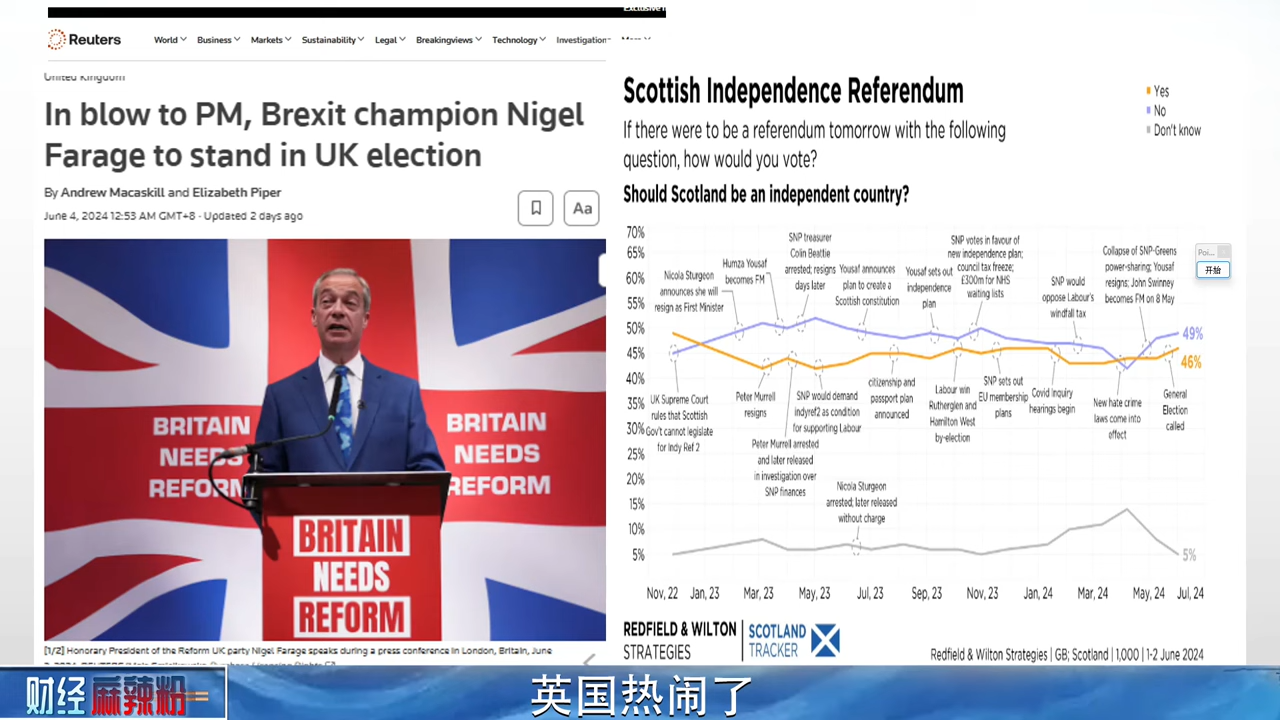 Exclusive
Reuters
World Business Markets Sustainability Legal Breakingviews Technology Investigations More
United Kingdom
In blow to PM, Brexit champion Nigel
Farage to stand in UK election
By Andrew Macaskill and Elizabeth Piper
June 4, 2024 12:53 AM GMT+8 · Updated 2 days ago
Aa
BRITAIN
NEEDS
REFORM
BRITAIN
NEEDS
REFORM
BRITAIN
NEEDS
REFORM
[1/2] Honorary President of the Reform UK party Nigel Farage speaks during a press conference in London, Britain, June
Scottish Independence Referendum
If there were to be a referendum tomorrow with the following
question, how would you vote?
Should Scotland be an independent country?
Yes
No
Don't know
70%
65%
60%
55%
50%
45%
40%
35%
30%
25%
20%
15%
10%
5%
Nicola Sturgeon
announces she will
resign as First Minister
Humza Yousaf
becomes FM
SNP treasurer
Colin Beattie
arrested; resigns
days later
Yousaf announces
plan to create a
Scottish constitution
Yousaf sets out
independence
plan
SNP votes in favour of
new independence plan;
council tax freeze;
£300m for NHS
waiting lists
SNP would
oppose Labour's
windfall tax
Collapse of SNP-Greens
power-sharing; Yousaf
resigns; John Swinney
becomes FM on 8 May
49%
46%
5%
UK Supreme Court
rules that Scottish
Gov't cannot legislate
for Indy Ref 2
Peter Murrell
resigns
Peter Murrell arrested
and later released
in investigation over
SNP finances
SNP would demand
indyref2 as condition
for supporting Labour
citizenship and
passport plan
announced
Labour win
Rutherglen and
Hamilton West
by-election
SNP sets out
EU membership
plans
Covid Inquiry
hearings begin
New hate crime
laws come into
effect
General
Election
called
Nicola Sturgeon
arrested; later released
without charge
Nov, 22 Jan, 23 Mar, 23 May, 23 Jul, 23 Sep, 23 Nov, 23 Jan, 24 Mar, 24 May, 24 Jul, 24
REDFIELD & WILTON
STRATEGIES
SCOTLAND
TRACKER
Redfield & Wilton Strategies | GB; Scotland | 1,000 | 1-2 June 2024
Poi...
开始
财经麻辣粉
英国热闹了